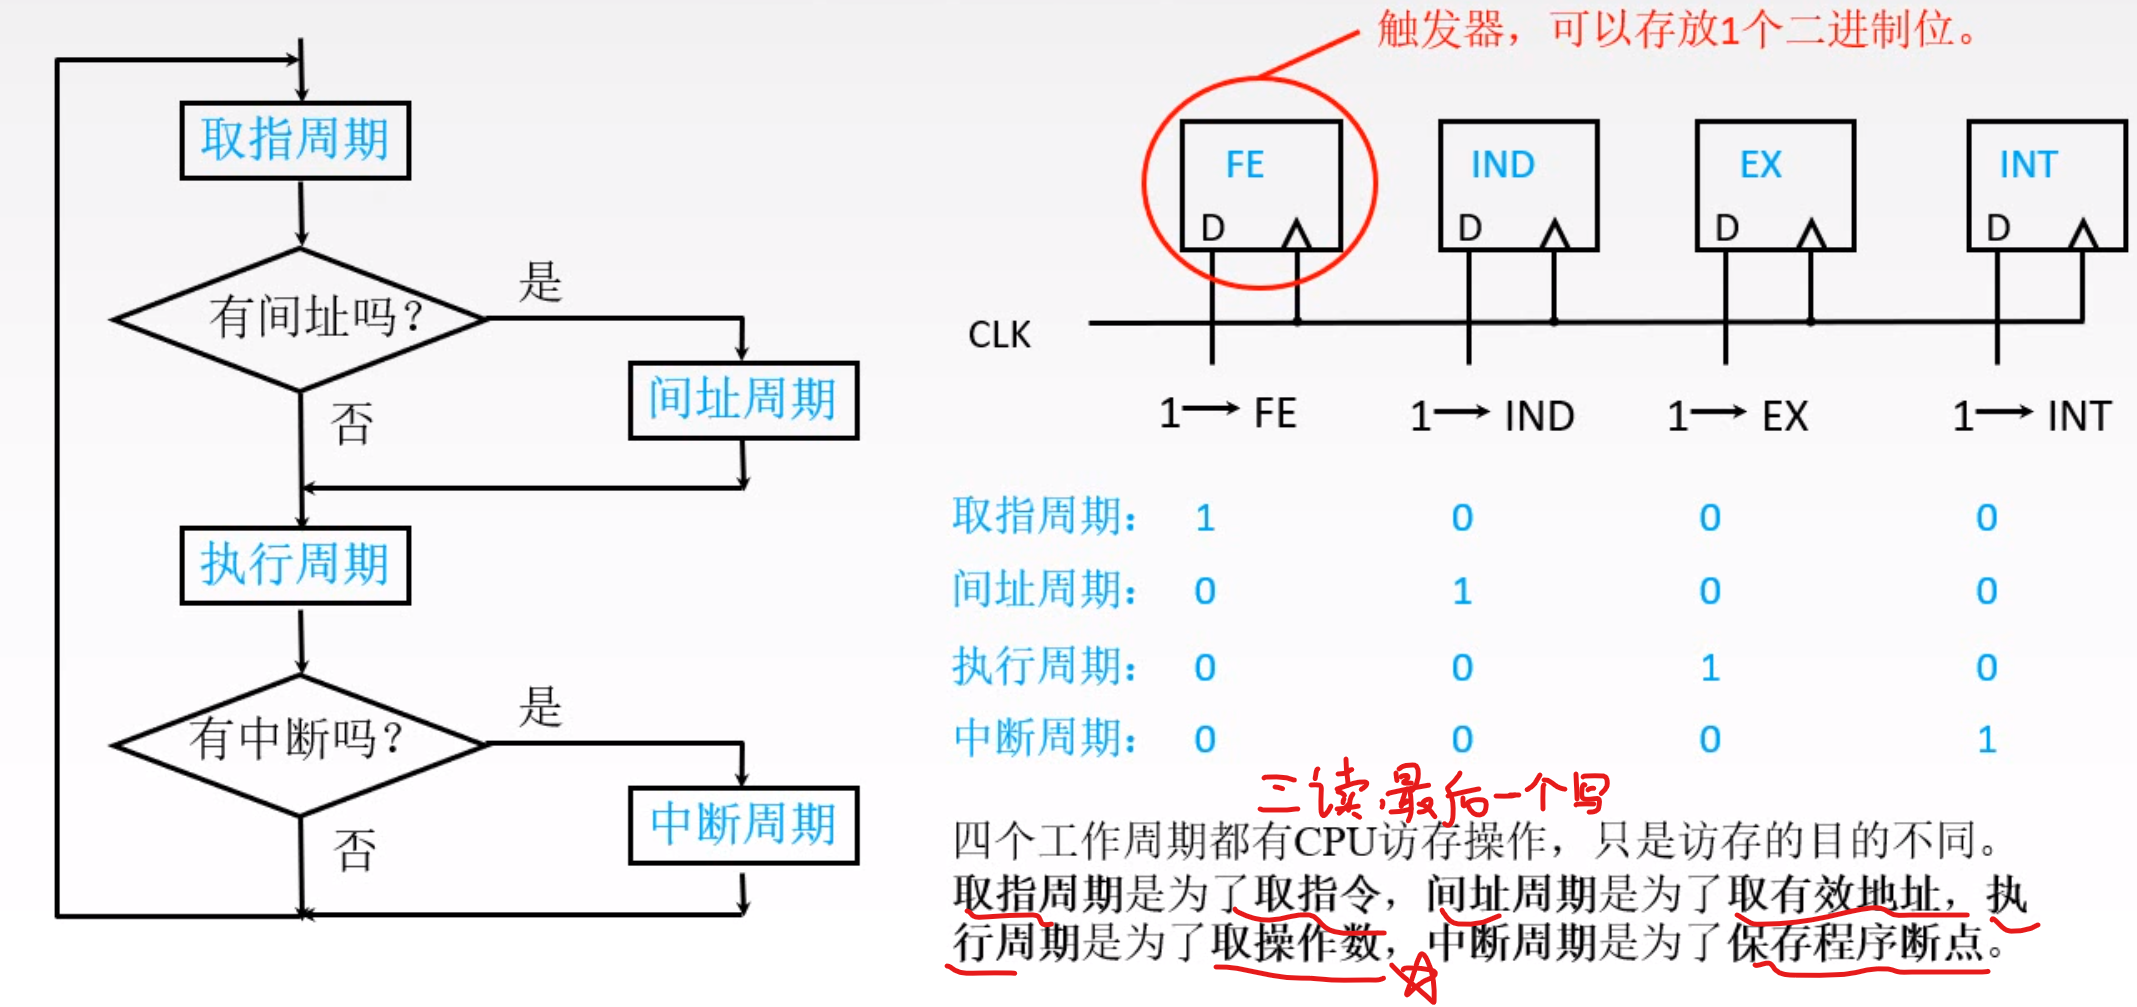 触发器，可以存放1个二进制位。
取指周期
有间址吗？
是
否
间址周期
执行周期
有中断吗？
是
否
中断周期
FE IND EX INT
D D D D
CLK
1 FE 1 IND 1 EX 1 INT
取指周期： 1 0 0 0
间址周期： 0 1 0 0
执行周期： 0 0 1 0
中断周期： 0 0 0 1
三读,最后一个写
四个工作周期都有CPU访存操作，只是访存的目的不同。
取指周期是为了取指令，间址周期是为了取有效地址，执
行周期是为了取操作数，中断周期是为了保存程序断点。